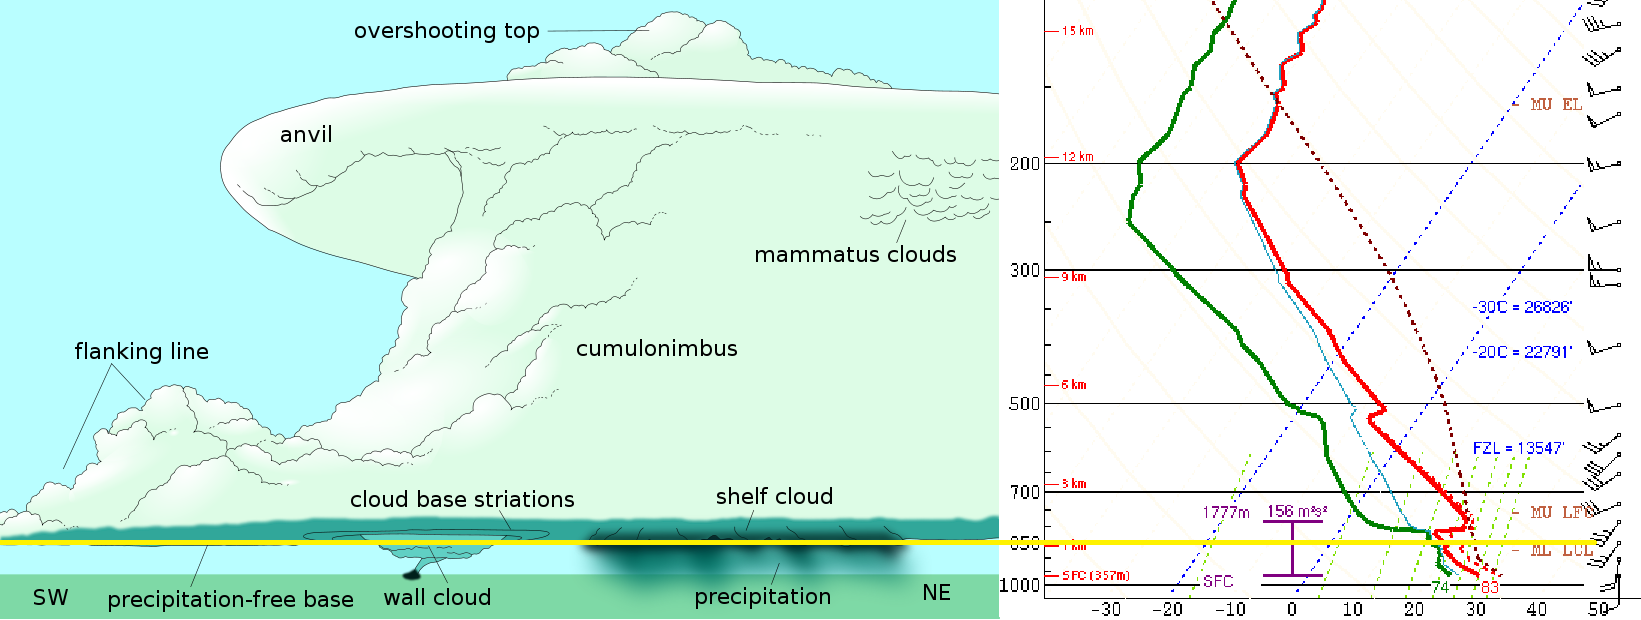 overshooting top
anvil
mammatus clouds
flanking line
cumulonimbus
cloud base striations
shelf cloud
SW
precipitation-free base
wall cloud
precipitation
NE
15 km
MU EL
200
12 km
300
9 km
-30C = 26826'
-20C = 22791'
6 km
500
FZL = 13547'
3 km
700
1777m
156 m²s²
- MU LFC
850
1 km
- ML LCL
SFC (357m)
SFC
1000
74
83
-30 -20 -10 0 10 20 30 40 50